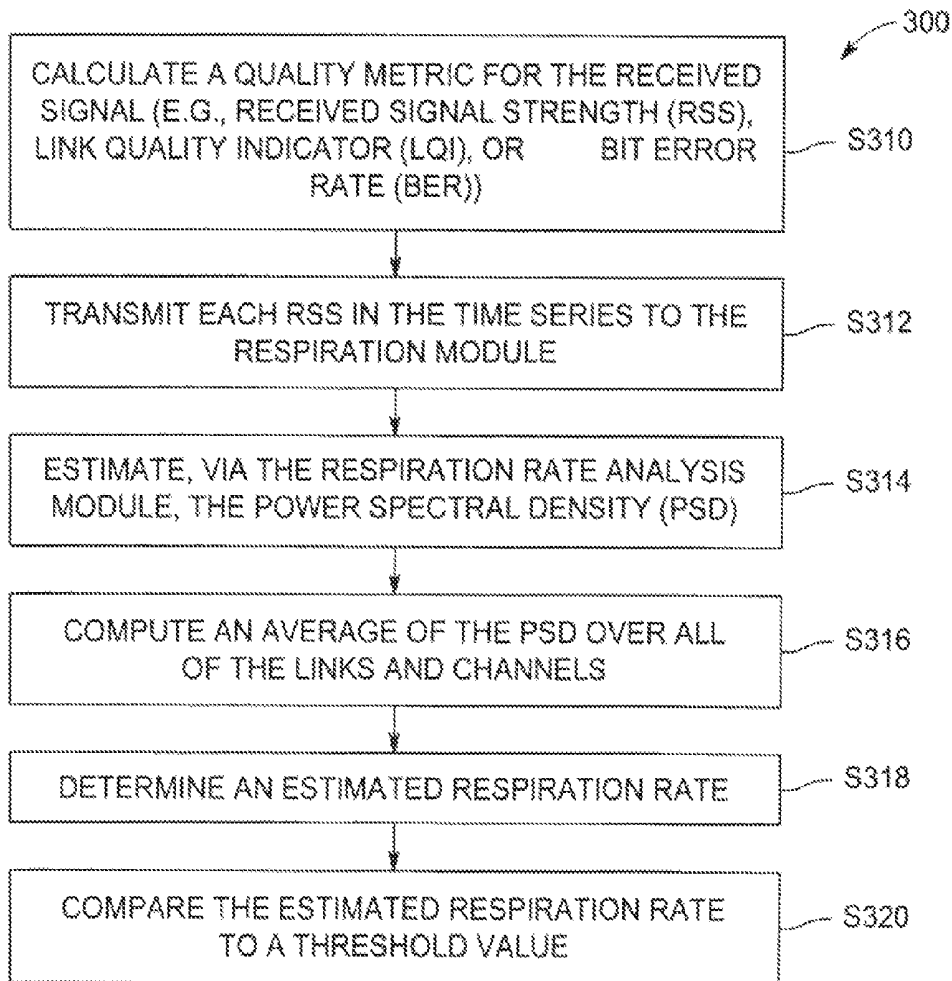 300
CALCULATE A QUALITY METRIC FOR THE RECEIVED
SIGNAL (E.G., RECEIVED SIGNAL STRENGTH (RSS),
LINK QUALITY INDICATOR (LQI), OR BIT ERROR
RATE (BER))
S310
TRANSMIT EACH RSS IN THE TIME SERIES TO THE
RESPIRATION MODULE
S312
ESTIMATE, VIA THE RESPIRATION RATE ANALYSIS
MODULE, THE POWER SPECTRAL DENSITY (PSD)
S314
COMPUTE AN AVERAGE OF THE PSD OVER ALL
OF THE LINKS AND CHANNELS
S316
DETERMINE AN ESTIMATED RESPIRATION RATE
S318
COMPARE THE ESTIMATED RESPIRATION RATE
TO A THRESHOLD VALUE
S320